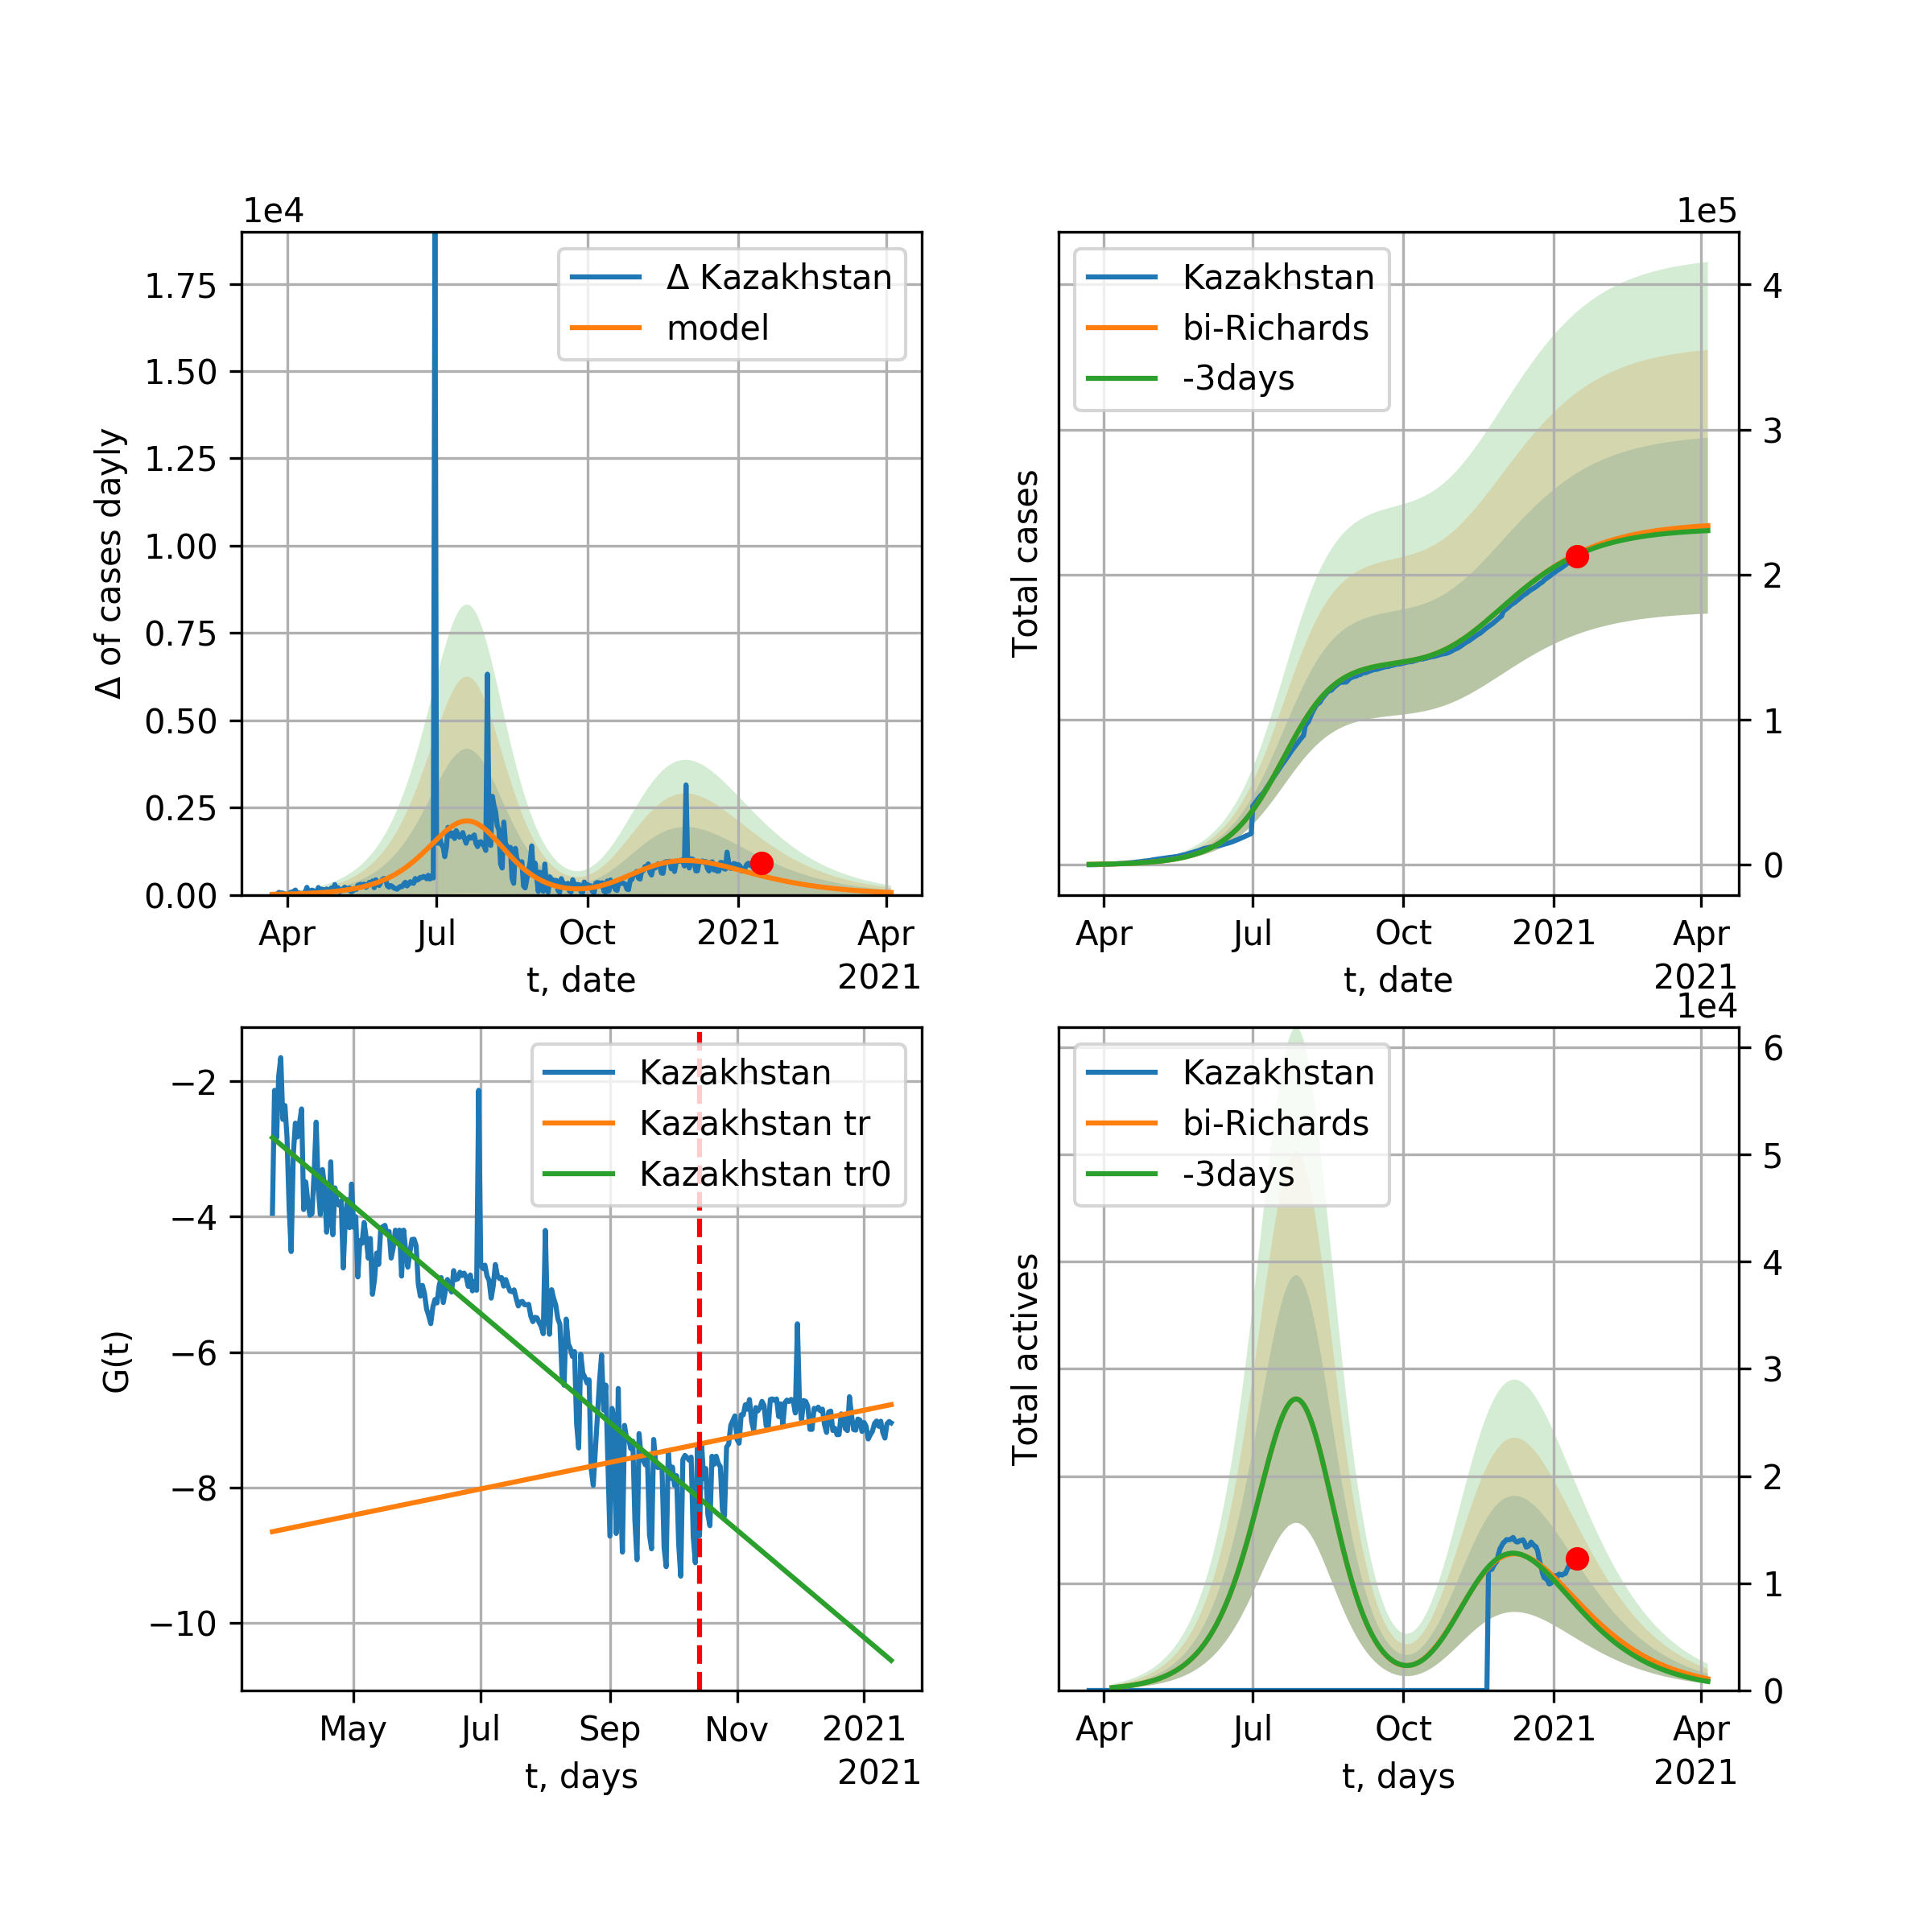 1e4
Δ of cases dayly
1.75
1.50
1.25
1.00
0.75
0.50
0.25
0.00
Δ Kazakhstan
model
Apr
Jul
Oct
2021
Apr
2021
t, date
1e5
Total cases
Kazakhstan
bi-Richards
-3days
4
3
2
1
0
Apr
Jul
Oct
2021
Apr
2021
t, date
G(t)
−2
−4
−6
−8
−10
Kazakhstan
Kazakhstan tr
Kazakhstan tr0
May
Jul
Sep
Nov
2021
2021
t, days
1e4
Total actives
Kazakhstan
bi-Richards
-3days
6
5
4
3
2
1
0
Apr
Jul
Oct
2021
Apr
2021
t, days